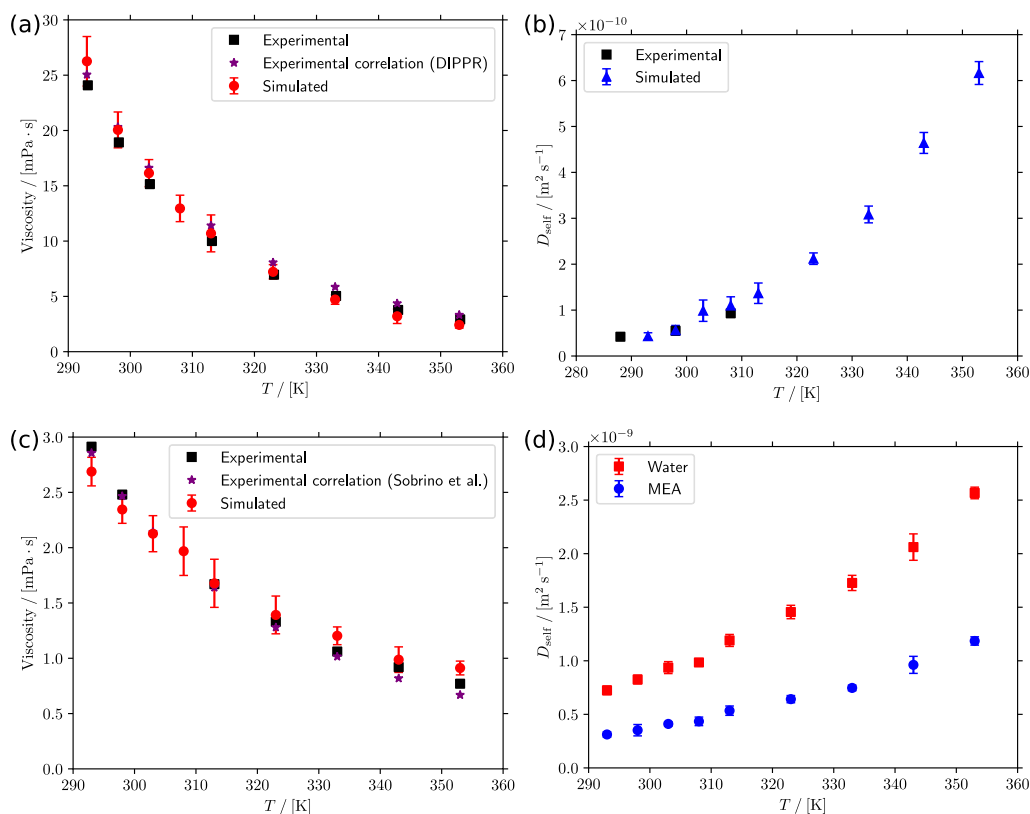 (a)
30
25
20
15
10
5
0
Viscosity / [mPa · s]
Experimental
Experimental correlation (DIPPR)
Simulated
290 300 310 320 330 340 350 360
T / [K]
(b)
×10⁻¹⁰
7
6
5
4
3
2
1
0
D_self / [m² s⁻¹]
Experimental
Simulated
280 290 300 310 320 330 340 350 360
T / [K]
(c)
3.0
2.5
2.0
1.5
1.0
0.5
0.0
Viscosity / [mPa · s]
Experimental
Experimental correlation (Sobrino et al.)
Simulated
290 300 310 320 330 340 350 360
T / [K]
(d)
×10⁻⁹
3.0
2.5
2.0
1.5
1.0
0.5
0.0
D_self / [m² s⁻¹]
Water
MEA
290 300 310 320 330 340 350 360
T / [K]